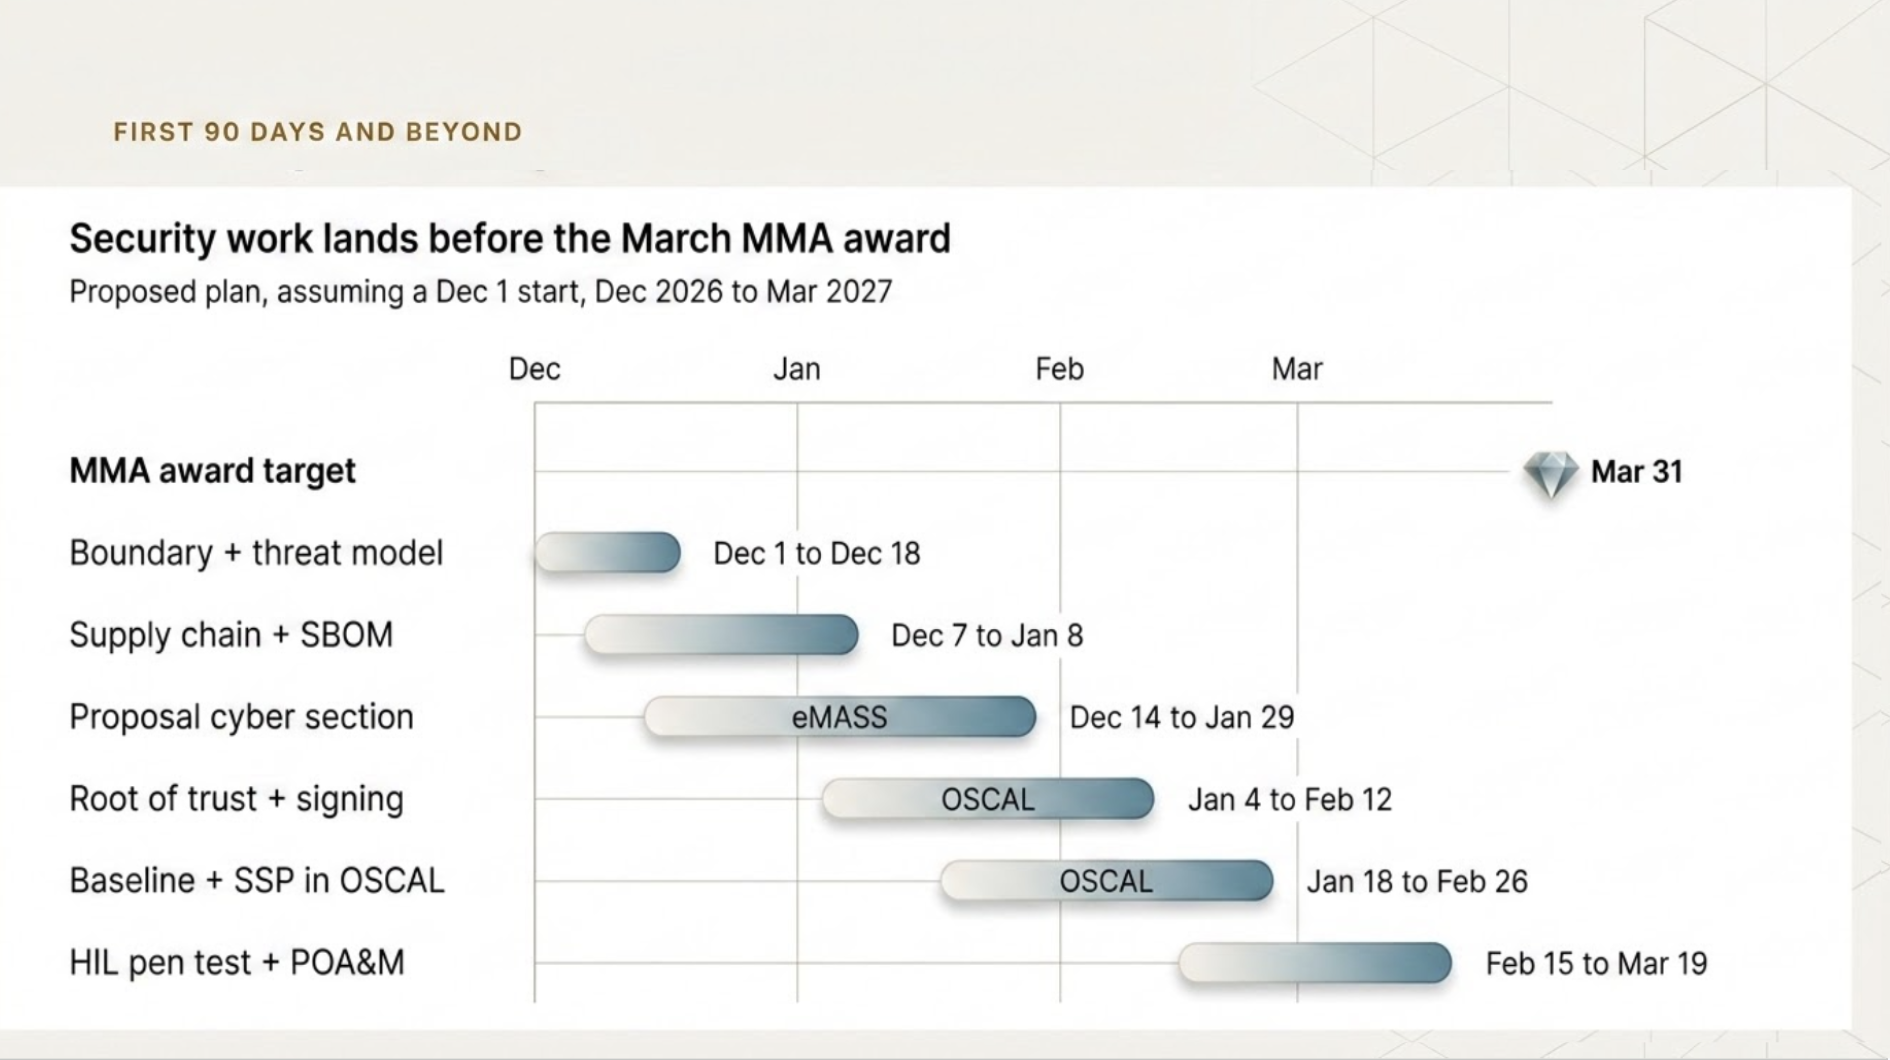 FIRST 90 DAYS AND BEYOND
Security work lands before the March MMA award
Proposed plan, assuming a Dec 1 start, Dec 2026 to Mar 2027
Dec Jan Feb Mar
MMA award target Mar 31
Boundary + threat model Dec 1 to Dec 18
Supply chain + SBOM Dec 7 to Jan 8
Proposal cyber section eMASS Dec 14 to Jan 29
Root of trust + signing OSCAL Jan 4 to Feb 12
Baseline + SSP in OSCAL OSCAL Jan 18 to Feb 26
HIL pen test + POA&M Feb 15 to Mar 19